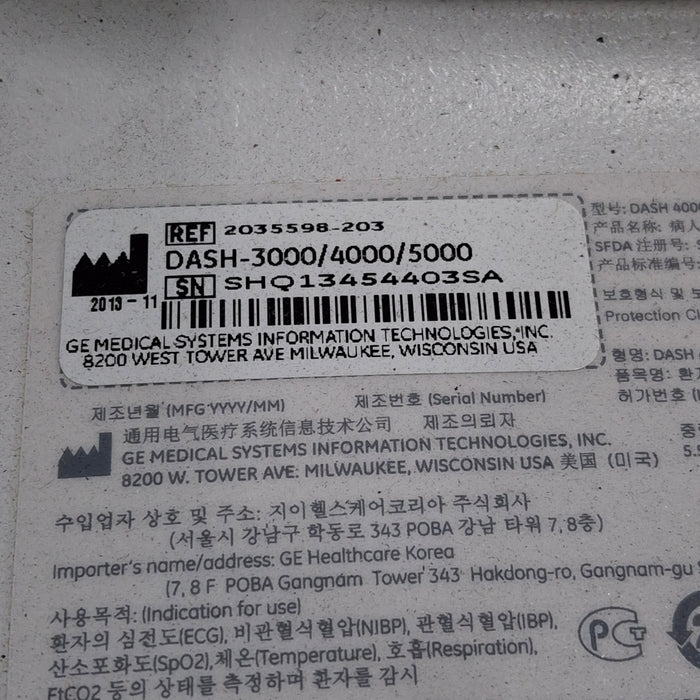 REF 2035598-203
DASH-3000/4000/5000
SN SHQ13454403SA
2013-11
GE MEDICAL SYSTEMS INFORMATION TECHNOLOGIES, INC.
8200 WEST TOWER AVE MILWAUKEE, WISCONSIN USA
型号: DASH 4000
产品名称: 病人
SFDA 注册号:
产品标准编号:
보호형식 및 보
Protection Cl
형명: DASH
품목명: 환자
허가번호
제조년월 (MFG YYYY/MM) 제조번호 (Serial Number)
通用电气医疗系统信息技术公司 제조의뢰자
GE MEDICAL SYSTEMS INFORMATION TECHNOLOGIES, INC.
8200 W. TOWER AVE: MILWAUKEE, WISCONSIN USA 美国 (미국)
수입업자 상호 및 주소: 지이헬스케어코리아 주식회사
(서울시 강남구 학동로 343 POBA 강남 타워 7, 8층)
Importer's name/address: GE Healthcare Korea
(7, 8 F POBA Gangnam Tower 343 Hakdong-ro, Gangnam-gu
사용목적: (Indication for use)
환자의 심전도(ECG), 비관혈식혈압(NIBP), 관혈식혈압(IBP),
산소포화도(SpO2), 체온(Temperature), 호흡(Respiration),
EtCO2 등의 상태를 측정하며 환자를 감시